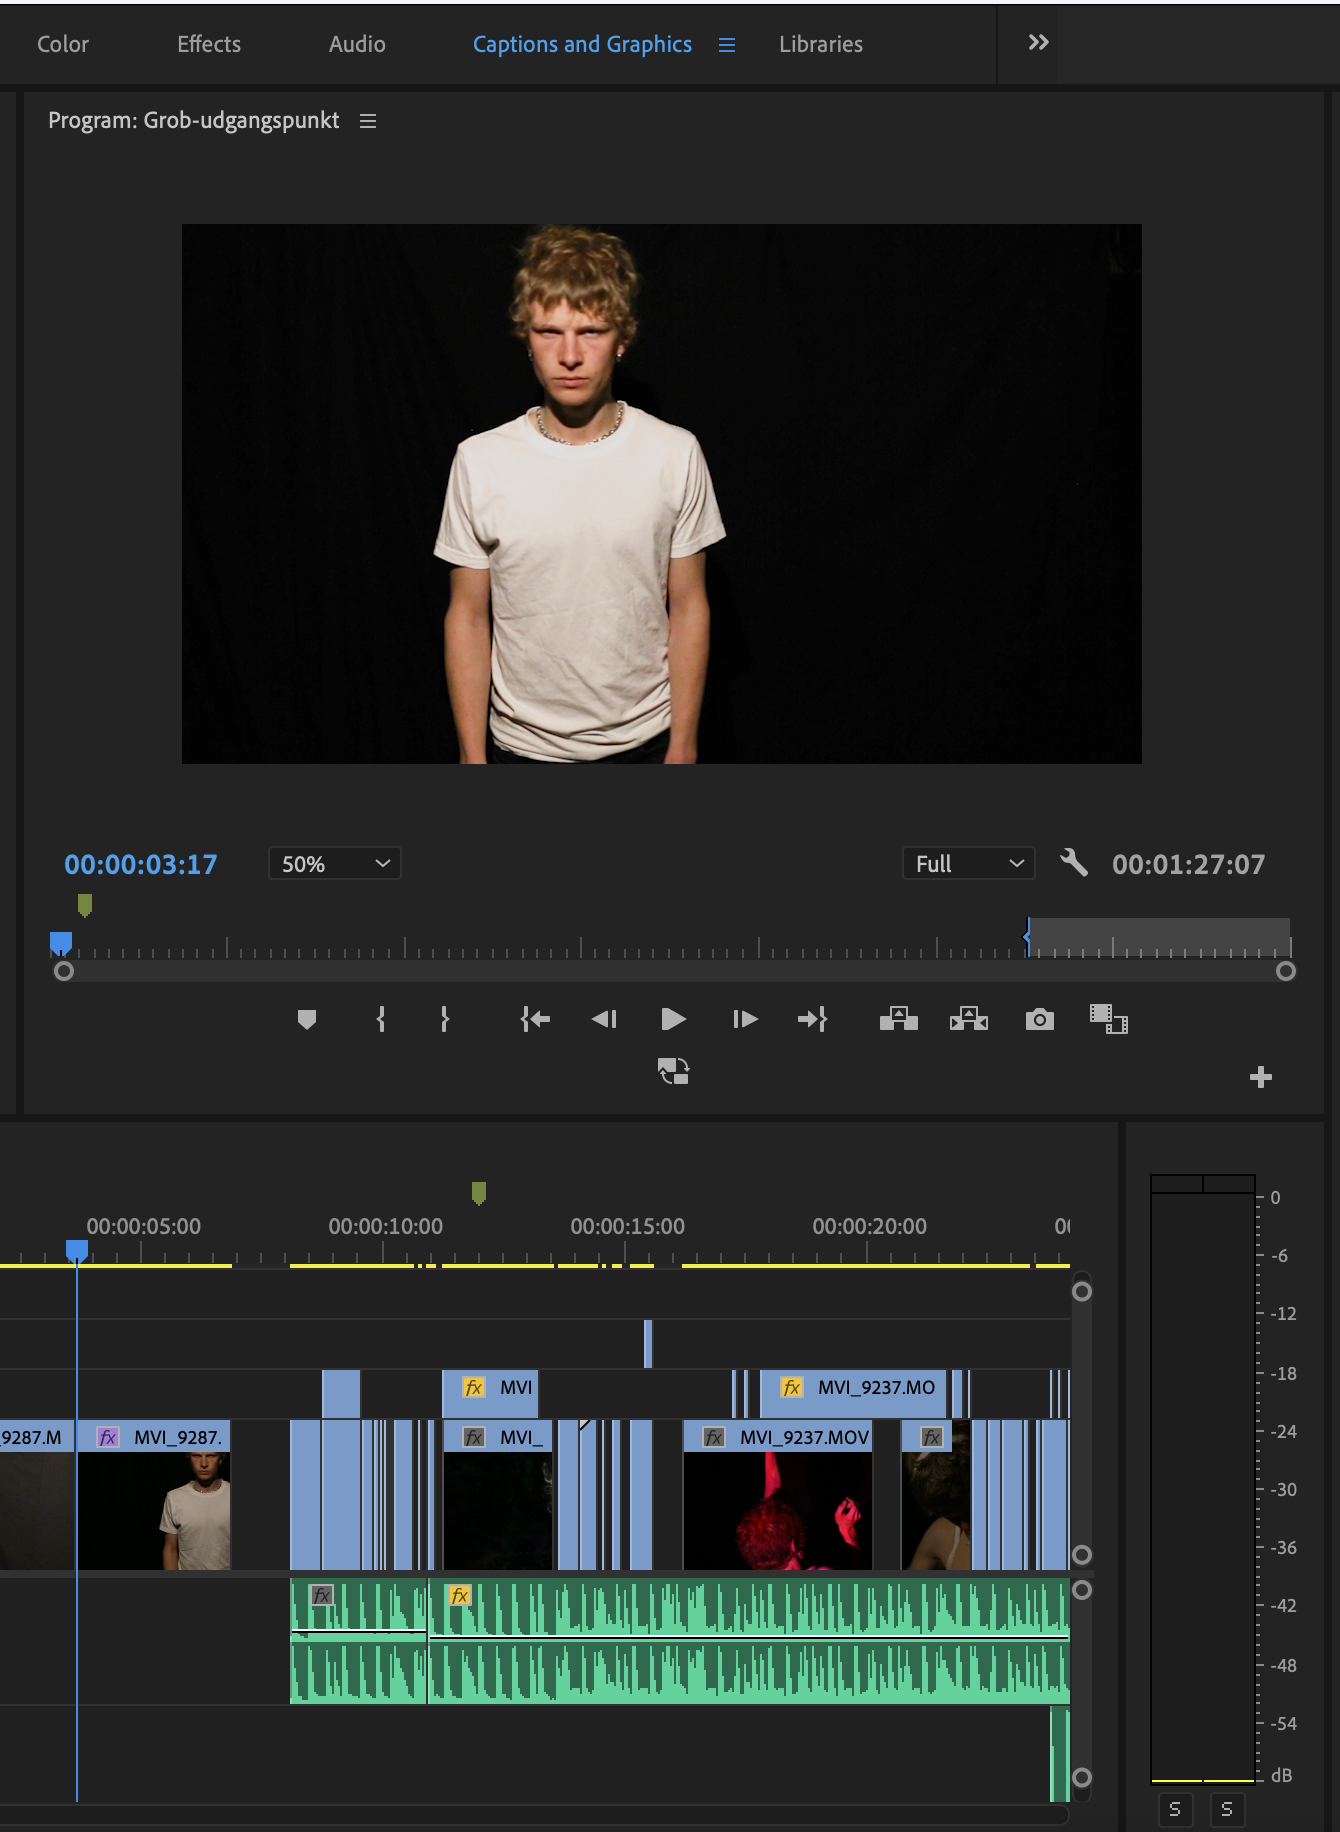 Color Effects Audio Captions and Graphics Libraries
Program: Grob-udgangspunkt
00:00:03:17 50% Full 00:01:27:07
00:00:05:00 00:00:10:00 00:00:15:00 00:00:20:00 00
0
-6
-12
-18
fx MVI fx MVI_9237.MO
-24
9287.M fx MVI_9287. fx MVI_ fx MVI_9237.MOV fx
-30
-36
fx fx
-42
-48
-54
dB
S S